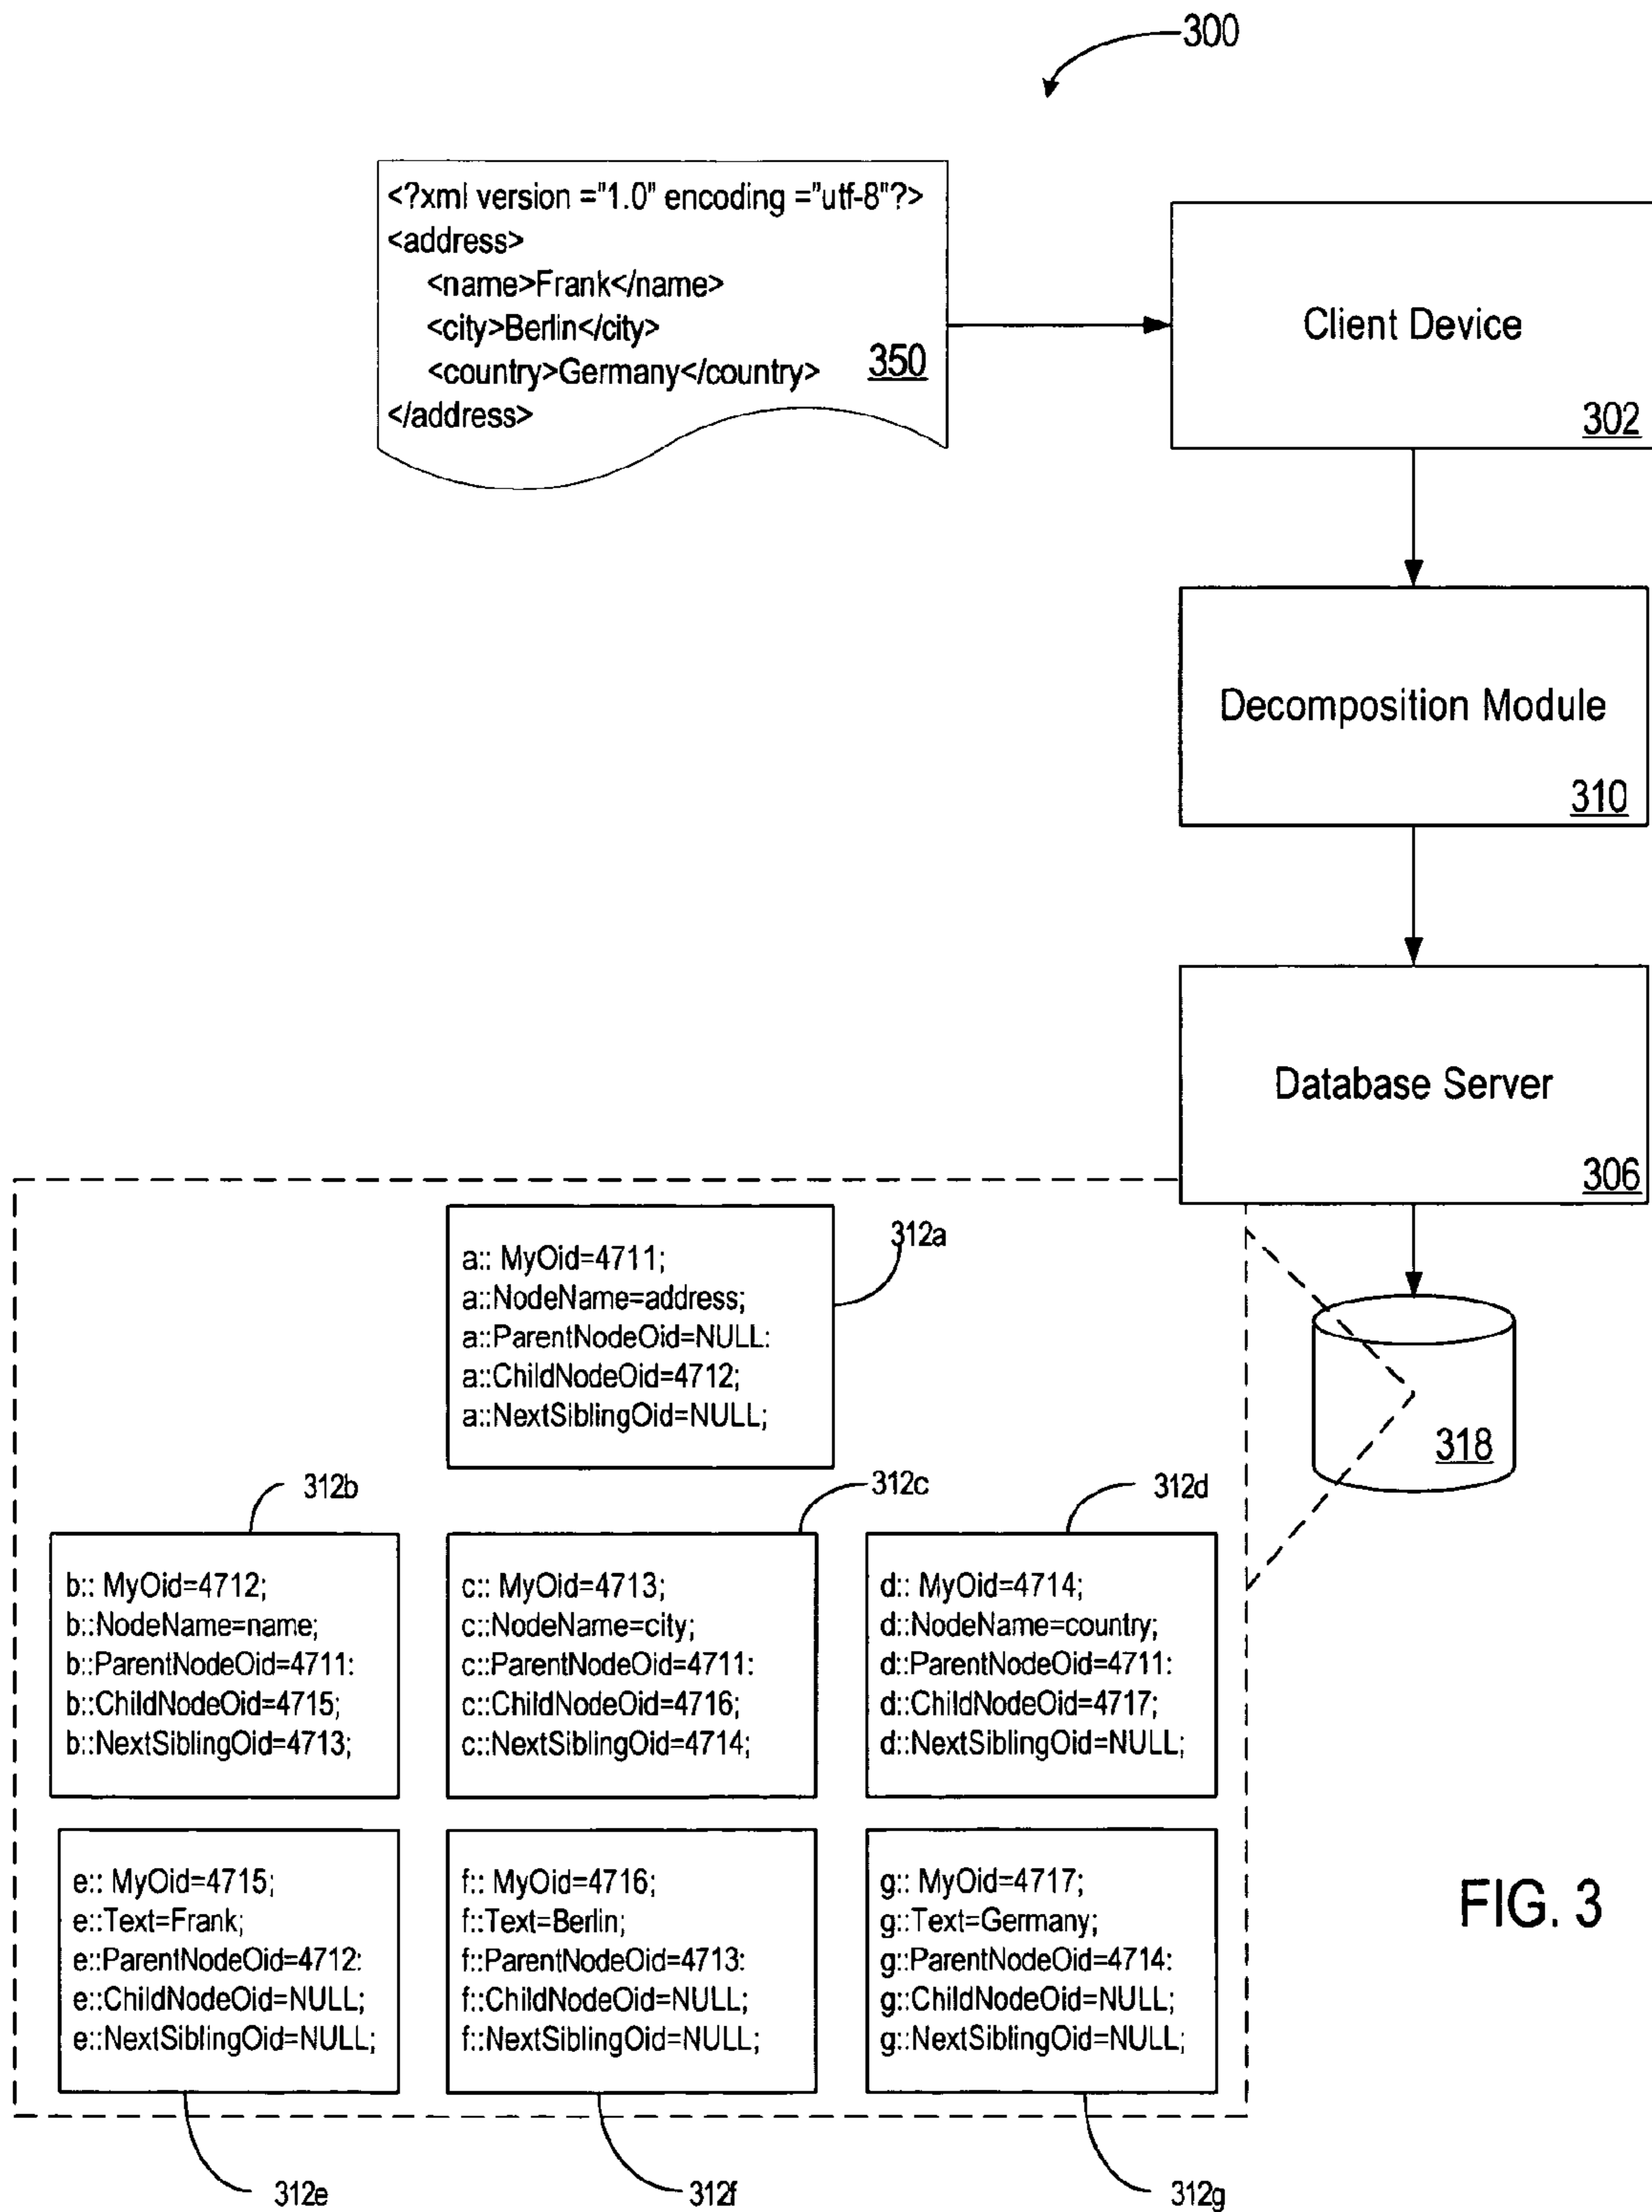 300
<?xml version ="1.0" encoding ="utf-8"?>
<address>
<name>Frank</name>
<city>Berlin</city>
<country>Germany</country>
</address>
350
Client Device
302
Decomposition Module
310
Database Server
306
318
312a
a:: MyOid=4711;
a::NodeName=address;
a::ParentNodeOid=NULL:
a::ChildNodeOid=4712;
a::NextSiblingOid=NULL;
312b
b:: MyOid=4712;
b::NodeName=name;
b::ParentNodeOid=4711:
b::ChildNodeOid=4715;
b::NextSiblingOid=4713;
312c
c:: MyOid=4713;
c::NodeName=city;
c::ParentNodeOid=4711:
c::ChildNodeOid=4716;
c::NextSiblingOid=4714;
312d
d:: MyOid=4714;
d::NodeName=country;
d::ParentNodeOid=4711:
d::ChildNodeOid=4717;
d::NextSiblingOid=NULL;
e:: MyOid=4715;
e::Text=Frank;
e::ParentNodeOid=4712:
e::ChildNodeOid=NULL;
e::NextSiblingOid=NULL;
312e
f:: MyOid=4716;
f::Text=Berlin;
f::ParentNodeOid=4713:
f::ChildNodeOid=NULL;
f::NextSiblingOid=NULL;
312f
g:: MyOid=4717;
g::Text=Germany;
g::ParentNodeOid=4714:
g::ChildNodeOid=NULL;
g::NextSiblingOid=NULL;
312g
FIG. 3